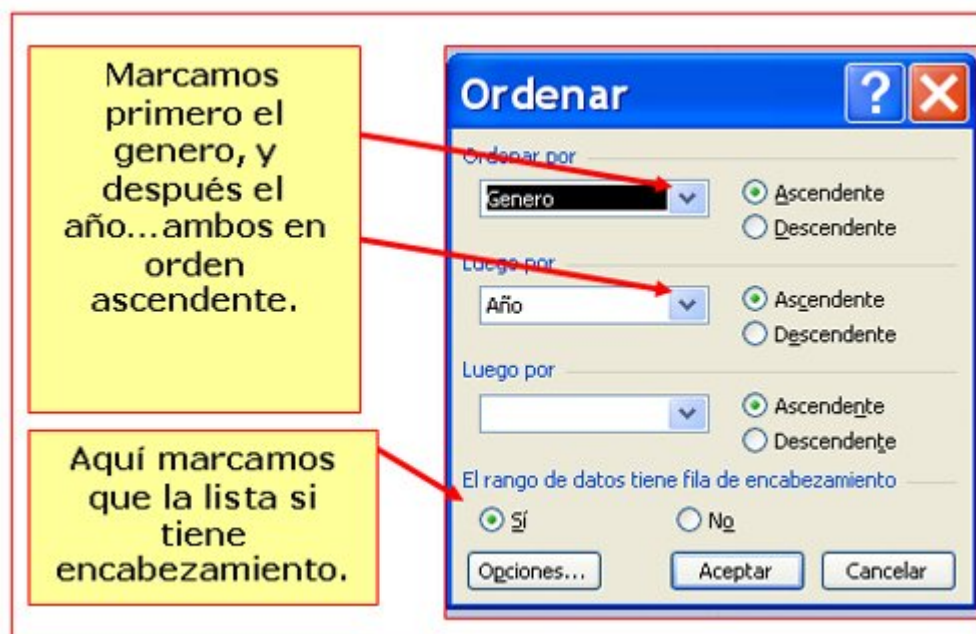 Marcamos
primero el
genero, y
después el
año...ambos en
orden
ascendente.
Aquí marcamos
que la lista si
tiene
encabezamiento.
Ordenar
Ordenar por
Genero
Ascendente
Descendente
Luego por
Año
Ascendente
Descendente
Luego por
Ascendente
Descendente
El rango de datos tiene fila de encabezamiento
Sí No
Opciones... Aceptar Cancelar